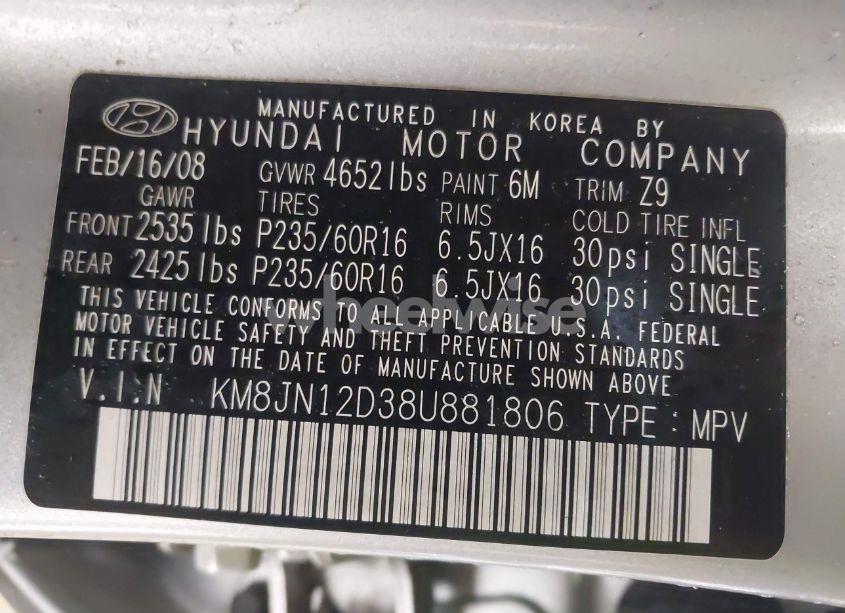 MANUFACTURED IN KOREA BY
HYUNDAI MOTOR COMPANY
FEB/16/08 GVWR 4652lbs PAINT 6M TRIM Z9
GAWR TIRES RIMS COLD TIRE INFL
FRONT 2535 lbs P235/60R16 6.5JX16 30psi SINGLE
REAR 2425 lbs P235/60R16 6.5JX16 30psi SINGLE
THIS VEHICLE CONFORMS TO ALL APPLICABLE U.S.A. FEDERAL
MOTOR VEHICLE SAFETY AND THEFT PREVENTION STANDARDS
IN EFFECT ON THE DATE OF MANUFACTURE SHOWN ABOVE.
V.I.N KM8JN12D38U881806 TYPE : MPV
wheelwise